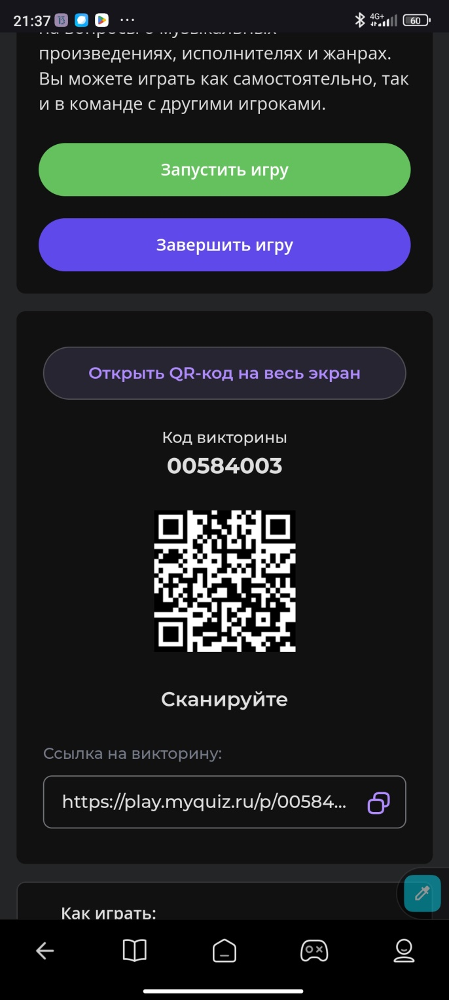 21:37
4G+
60
произведениях, исполнителях и жанрах.
Вы можете играть как самостоятельно, так
и в команде с другими игроками.
Запустить игру
Завершить игру
Открыть QR-код на весь экран
Код викторины
00584003
Сканируйте
Ссылка на викторину:
https://play.myquiz.ru/p/00584...
Как играть: